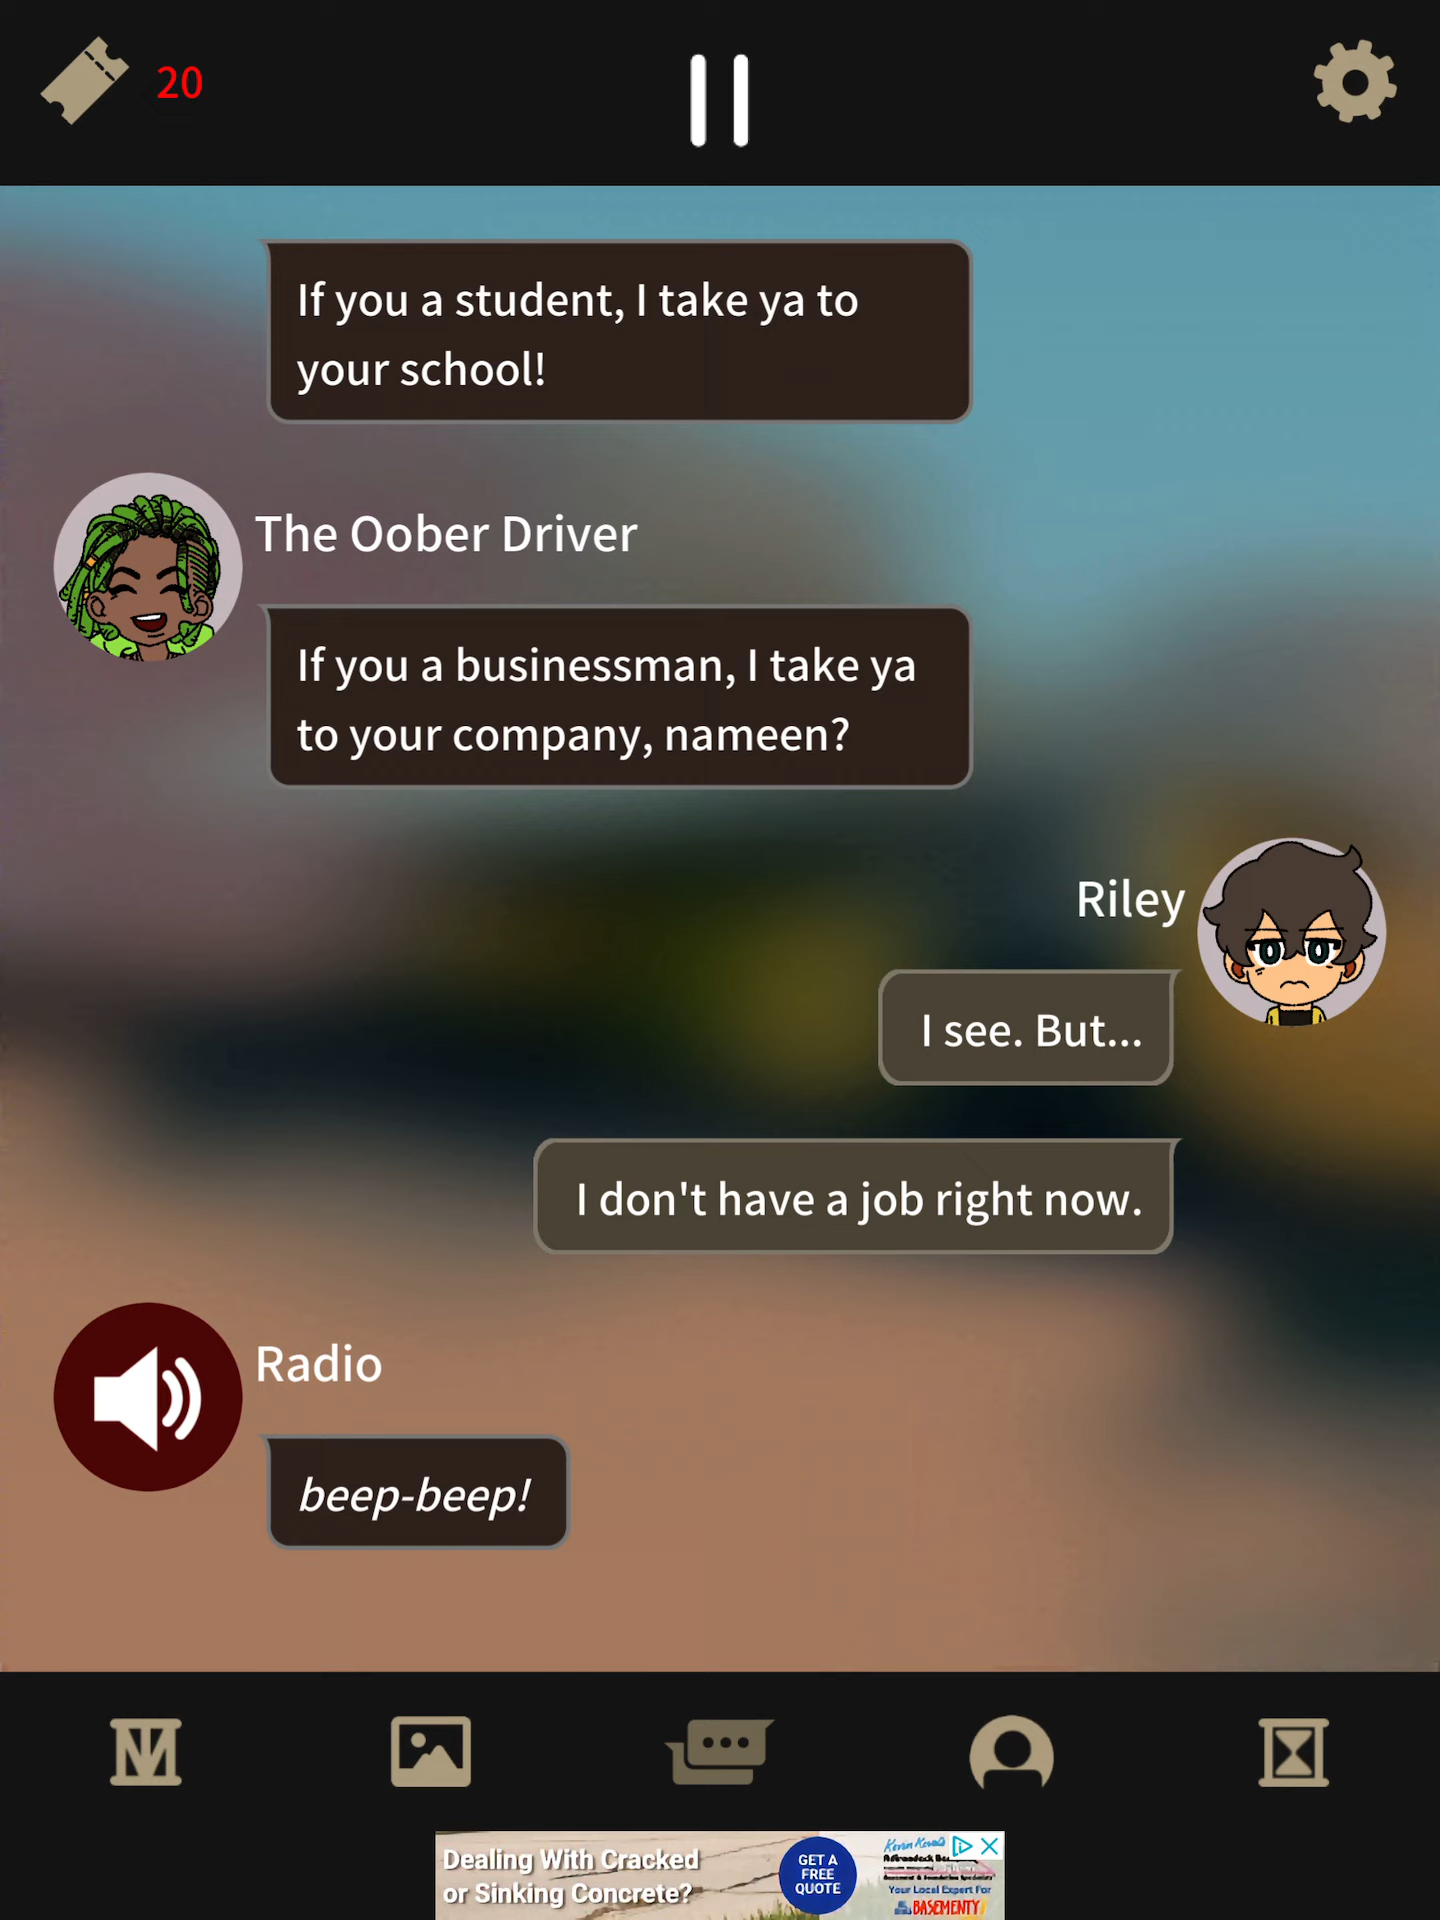 20
If you a student, I take ya to
your school!
The Oober Driver
If you a businessman, I take ya
to your company, nameen?
Riley
I see. But...
I don't have a job right now.
Radio
beep-beep!
Dealing With Cracked
or Sinking Concrete?
GET A
FREE
QUOTE
Your Local Expert For
BASEMENTY